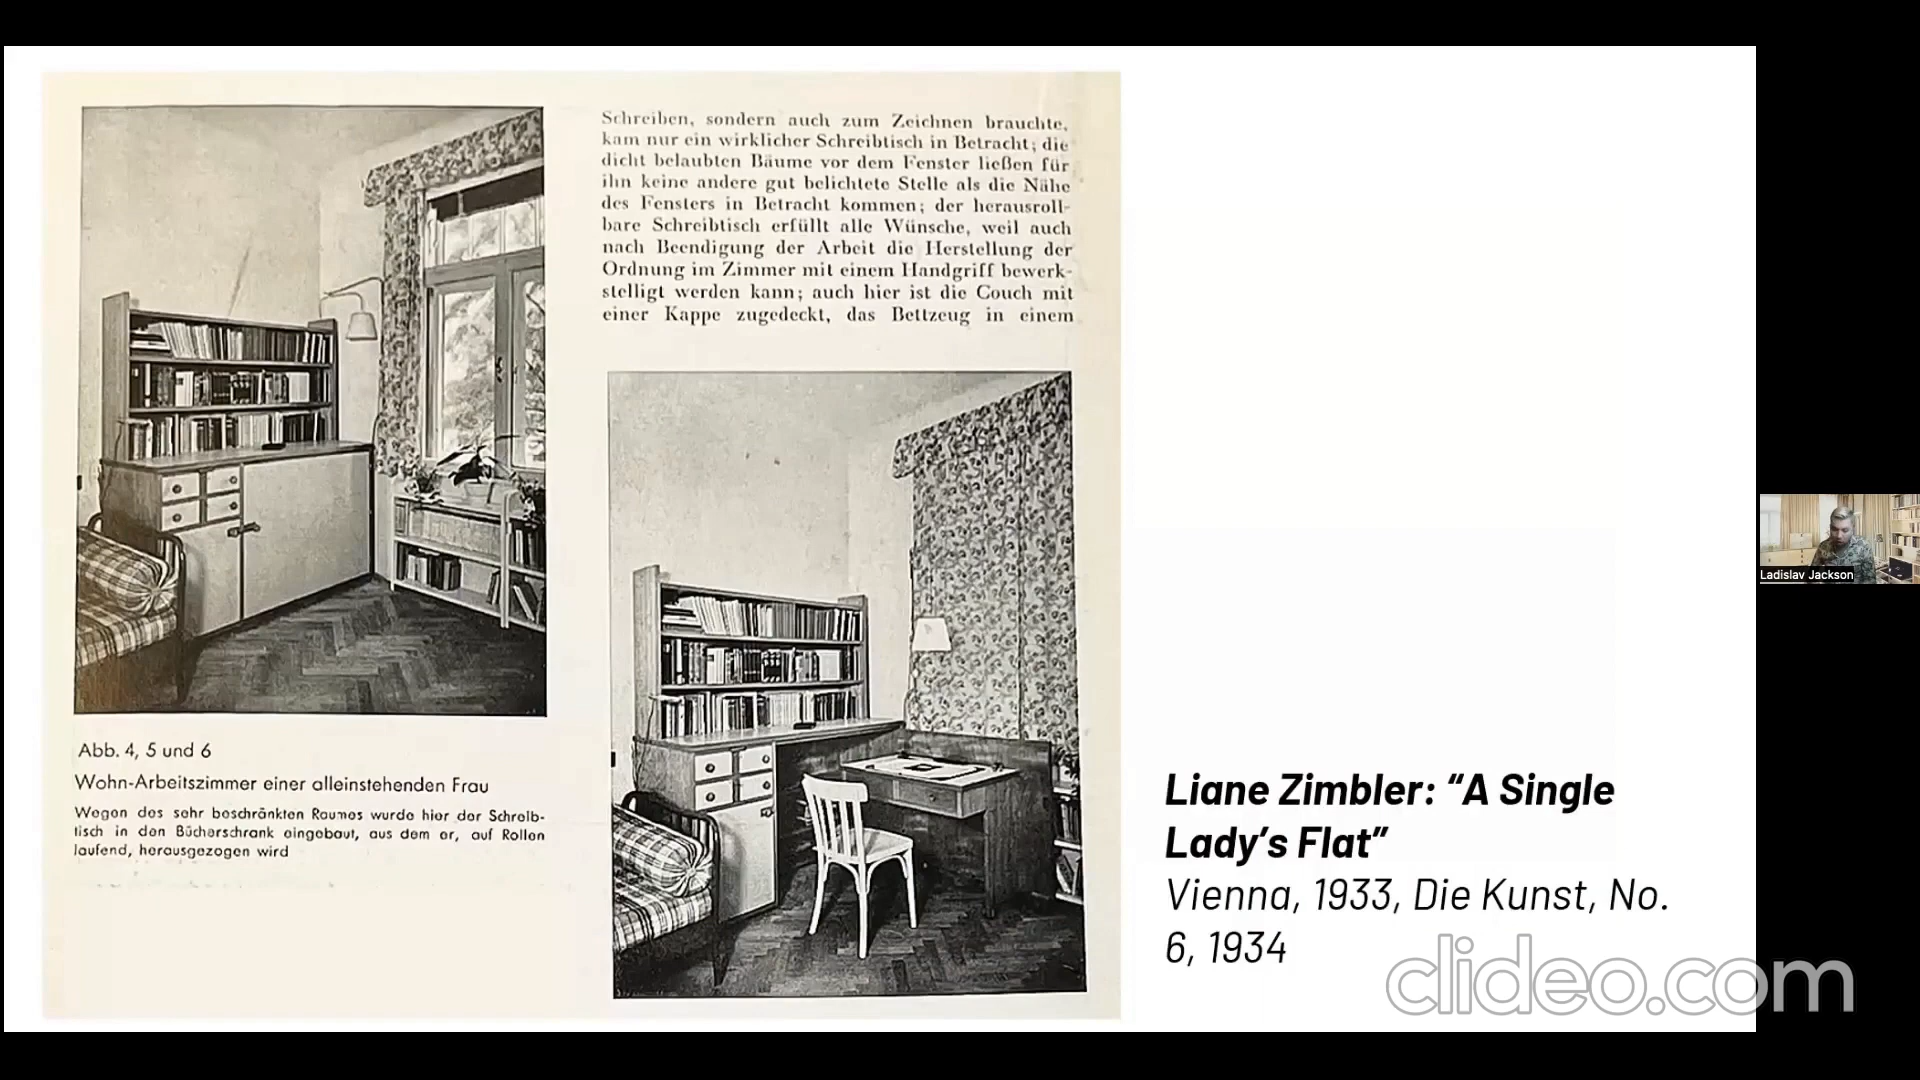 Schreiben, sondern auch zum Zeichnen brauchte,
kam nur ein wirklicher Schreibtisch in Betracht; die
dicht belaubten Bäume vor dem Fenster ließen für
ihn keine andere gut belichtete Stelle als die Nähe
des Fensters in Betracht kommen; der herausroll-
bare Schreibtisch erfüllt alle Wünsche, weil auch
nach Beendigung der Arbeit die Herstellung der
Ordnung im Zimmer mit einem Handgriff bewerk-
stelligt werden kann; auch hier ist die Couch mit
einer Kappe zugedeckt, das Bettzeug in einem
Abb. 4, 5 und 6
Wohn-Arbeitszimmer einer alleinstehenden Frau
Wegen des sehr beschränkten Raumes wurde hier der Schreib-
tisch in den Bücherschrank eingebaut, aus dem er, auf Rollen
laufend, herausgezogen wird
Liane Zimbler: “A Single
Lady’s Flat”
Vienna, 1933, Die Kunst, No.
6, 1934
Ladislav Jackson
clideo.com